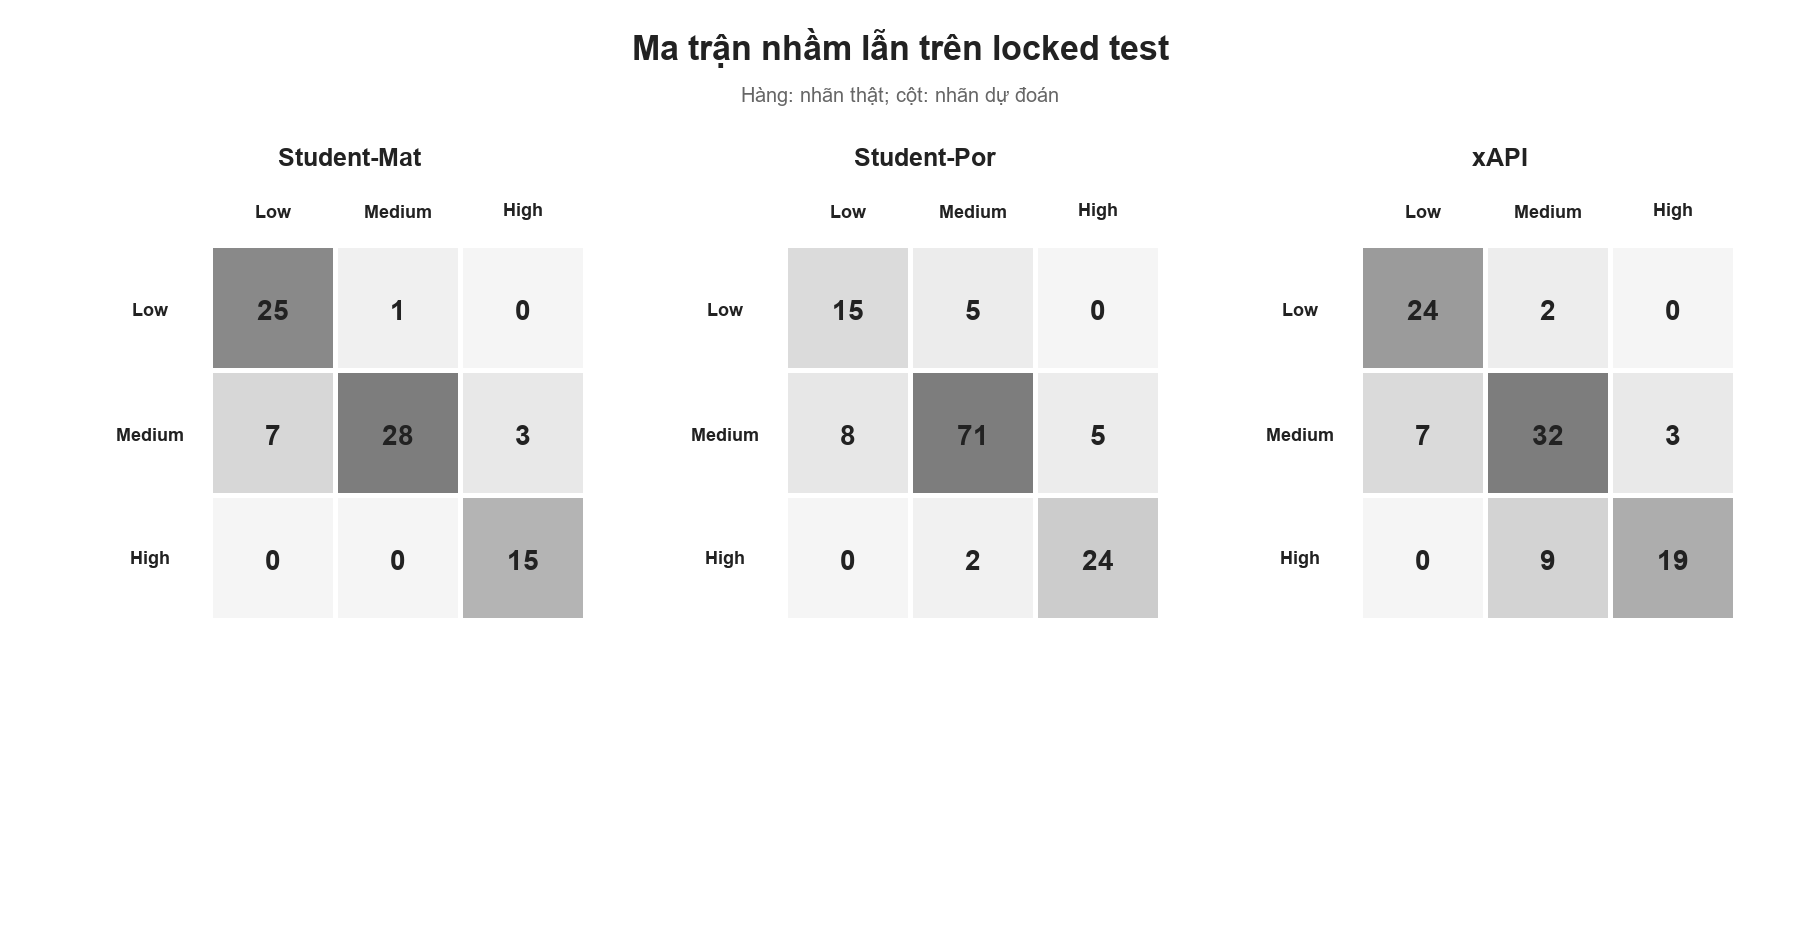 Ma trận nhầm lẫn trên locked test
Hàng: nhãn thật; cột: nhãn dự đoán
Student-Mat
Low Medium High
Low 25 1 0
Medium 7 28 3
High 0 0 15
Student-Por
Low Medium High
Low 15 5 0
Medium 8 71 5
High 0 2 24
xAPI
Low Medium High
Low 24 2 0
Medium 7 32 3
High 0 9 19